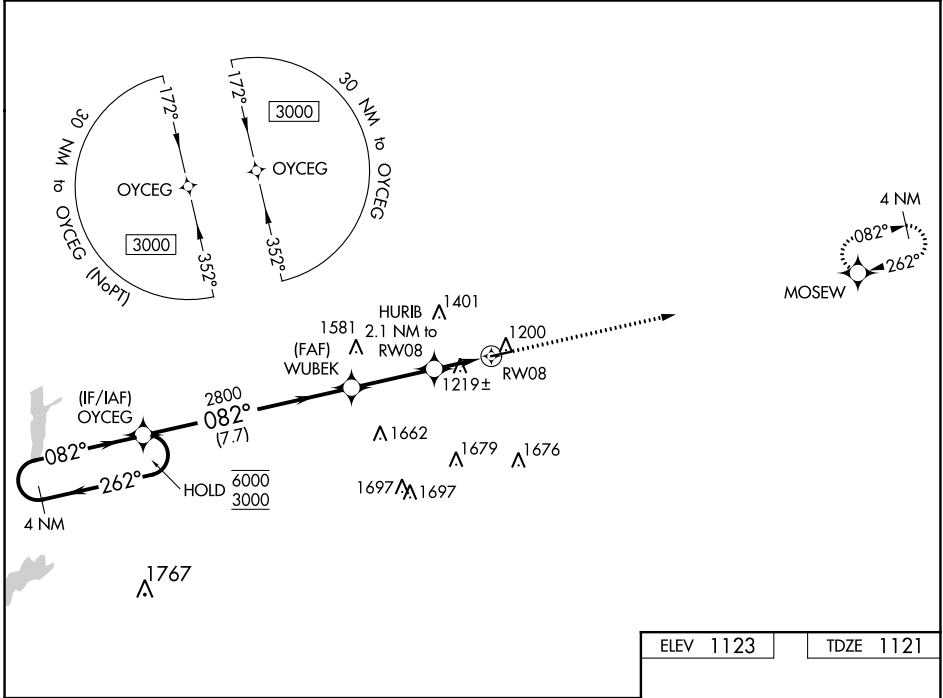 172°
30 NM to OYCEG (NoPT)
OYCEG
3000
352°
172°
3000
30 NM to OYCEG
OYCEG
352°
4 NM
082°
262°
MOSEW
HURIB
2.1 NM to
RW08
1401
1581
(FAF)
WUBEK
1200
RW08
1219±
(IF/IAF)
OYCEG
2800
082°
(7.7)
082°
262°
4 NM
HOLD
6000
3000
1662
1679
1676
1697
1697
1767
ELEV 1123
TDZE 1121